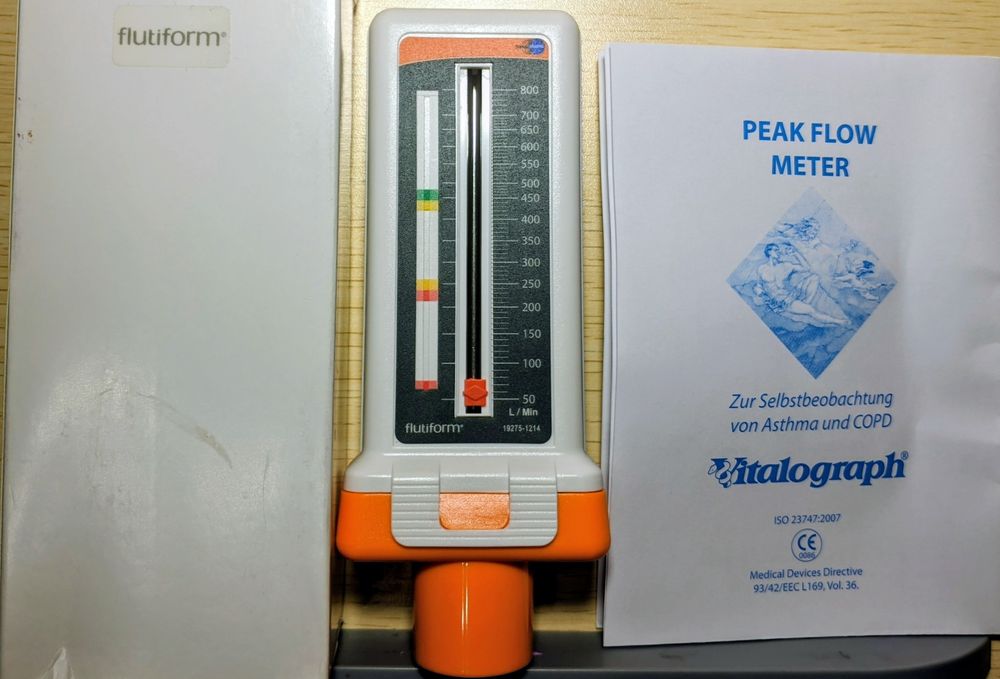 flutiform®
800
700
650
600
550
500
450
400
350
300
250
200
150
100
50
L / Min
flutiform®
19275-1214
PEAK FLOW
METER
Zur Selbstbeobachtung
von Asthma und COPD
Vitalograph®
ISO 23747:2007
CE
0086
Medical Devices Directive
93/42/EEC L169, Vol. 36.